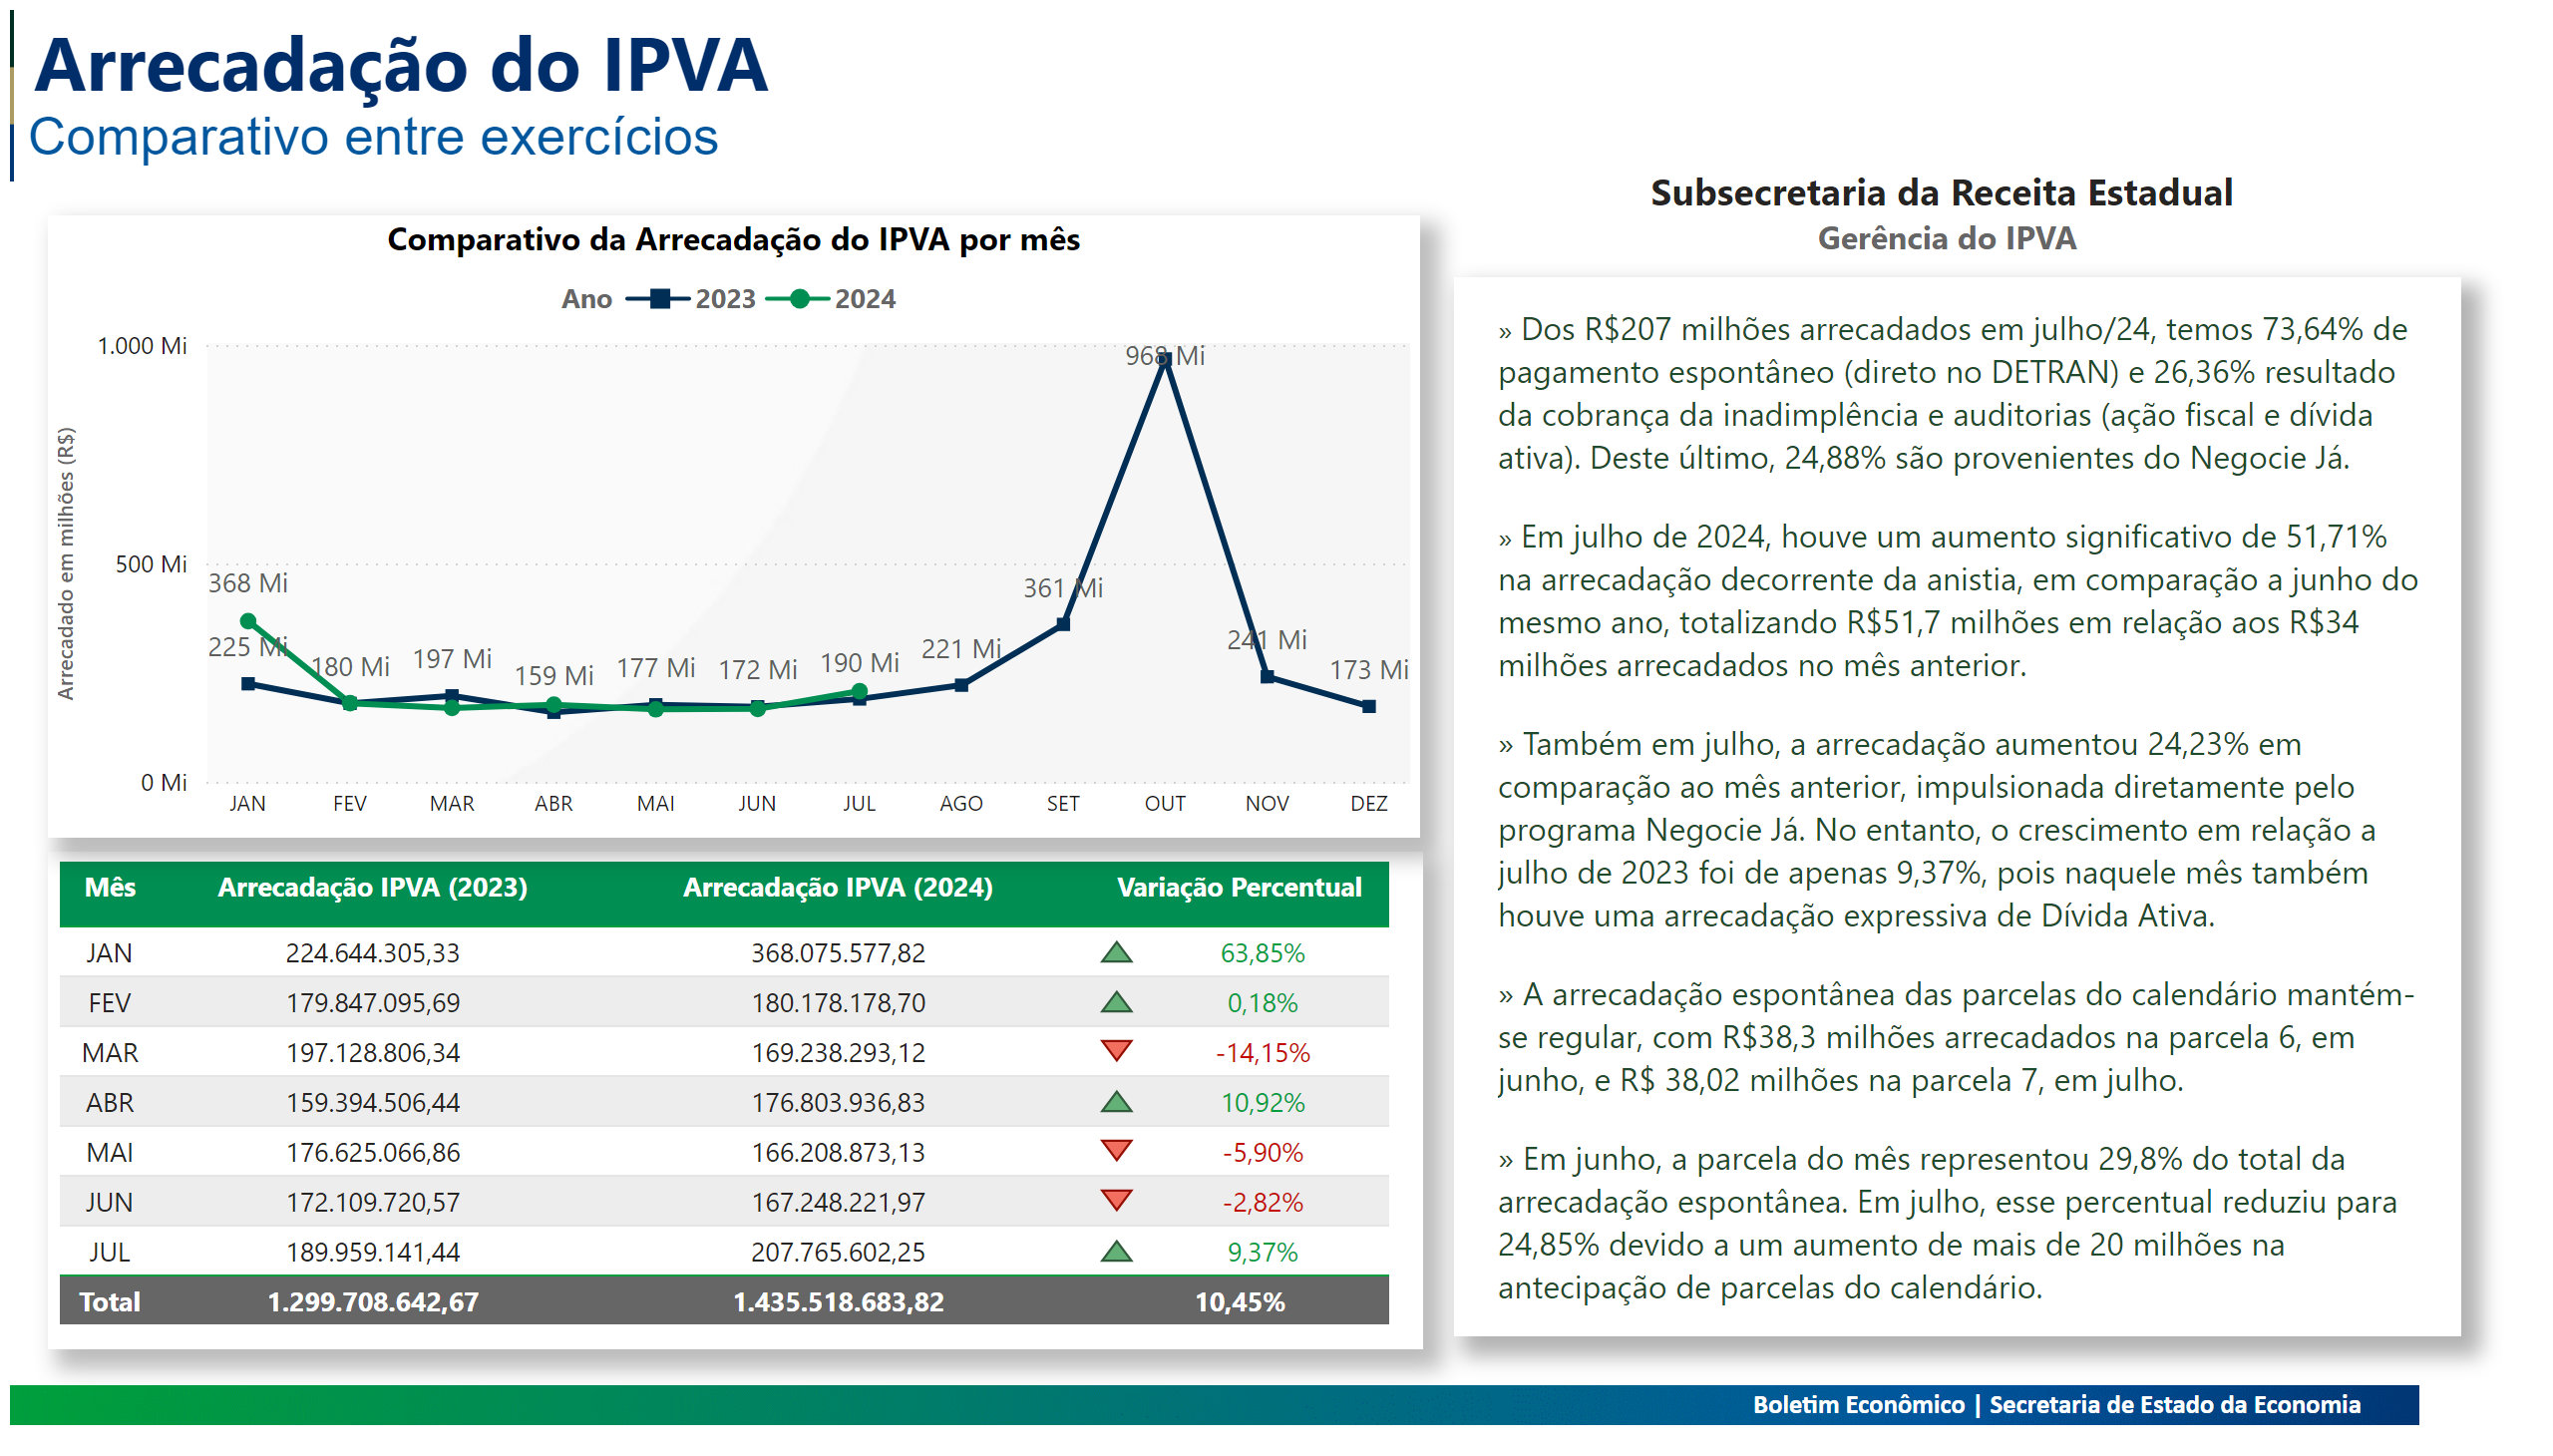 Arrecadação do IPVA
Comparativo entre exercícios
Comparativo da Arrecadação do IPVA por mês
Ano 2023 2024
Arrecadado em milhões (R$)
1.000 Mi
500 Mi
0 Mi
368 Mi
225 Mi
180 Mi
197 Mi
159 Mi
177 Mi
172 Mi
190 Mi
221 Mi
361 Mi
968 Mi
241 Mi
173 Mi
JAN FEV MAR ABR MAI JUN JUL AGO SET OUT NOV DEZ
Mês Arrecadação IPVA (2023) Arrecadação IPVA (2024) Variação Percentual
JAN 224.644.305,33 368.075.577,82 63,85%
FEV 179.847.095,69 180.178.178,70 0,18%
MAR 197.128.806,34 169.238.293,12 -14,15%
ABR 159.394.506,44 176.803.936,83 10,92%
MAI 176.625.066,86 166.208.873,13 -5,90%
JUN 172.109.720,57 167.248.221,97 -2,82%
JUL 189.959.141,44 207.765.602,25 9,37%
Total 1.299.708.642,67 1.435.518.683,82 10,45%
Subsecretaria da Receita Estadual
Gerência do IPVA
» Dos R$207 milhões arrecadados em julho/24, temos 73,64% de
pagamento espontâneo (direto no DETRAN) e 26,36% resultado
da cobrança da inadimplência e auditorias (ação fiscal e dívida
ativa). Deste último, 24,88% são provenientes do Negocie Já.
» Em julho de 2024, houve um aumento significativo de 51,71%
na arrecadação decorrente da anistia, em comparação a junho do
mesmo ano, totalizando R$51,7 milhões em relação aos R$34
milhões arrecadados no mês anterior.
» Também em julho, a arrecadação aumentou 24,23% em
comparação ao mês anterior, impulsionada diretamente pelo
programa Negocie Já. No entanto, o crescimento em relação a
julho de 2023 foi de apenas 9,37%, pois naquele mês também
houve uma arrecadação expressiva de Dívida Ativa.
» A arrecadação espontânea das parcelas do calendário mantém-
se regular, com R$38,3 milhões arrecadados na parcela 6, em
junho, e R$ 38,02 milhões na parcela 7, em julho.
» Em junho, a parcela do mês representou 29,8% do total da
arrecadação espontânea. Em julho, esse percentual reduziu para
24,85% devido a um aumento de mais de 20 milhões na
antecipação de parcelas do calendário.
Boletim Econômico | Secretaria de Estado da Economia